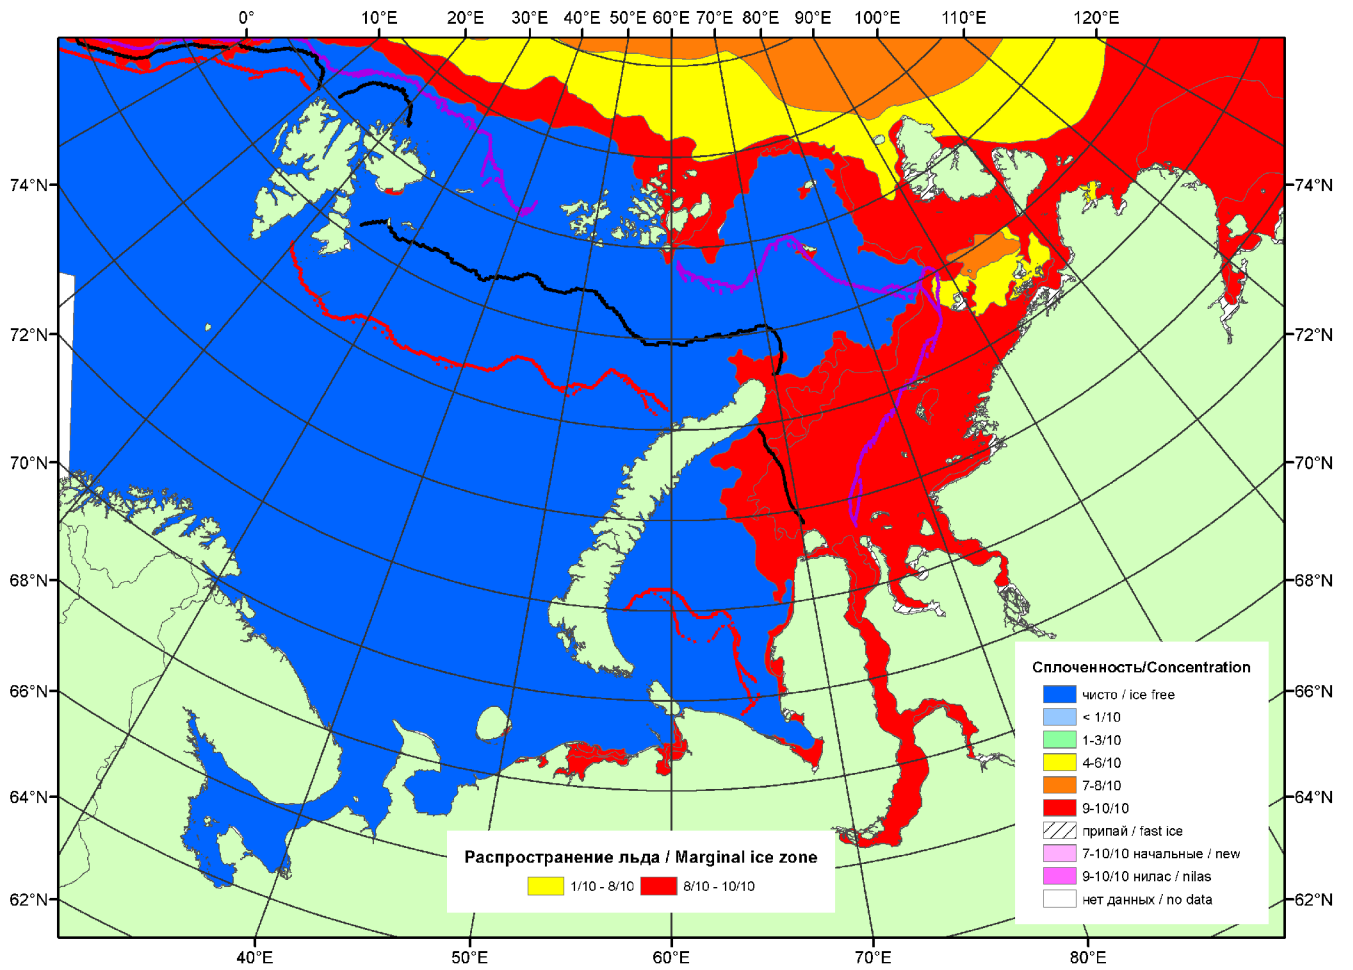 0° 10°E 20°E 30°E 40°E 50°E 60°E 70°E 80°E 90°E 100°E 110°E 120°E
74°N 74°N
72°N 72°N
70°N 70°N
68°N 68°N
66°N 66°N
64°N 64°N
62°N 62°N
Сплоченность/Concentration
чисто / ice free
< 1/10
1-3/10
4-6/10
7-8/10
9-10/10
припай / fast ice
7-10/10 начальные / new
9-10/10 нилас / nilas
нет данных / no data
Распространение льда / Marginal ice zone
1/10 - 8/10 8/10 - 10/10
40°E 50°E 60°E 70°E 80°E